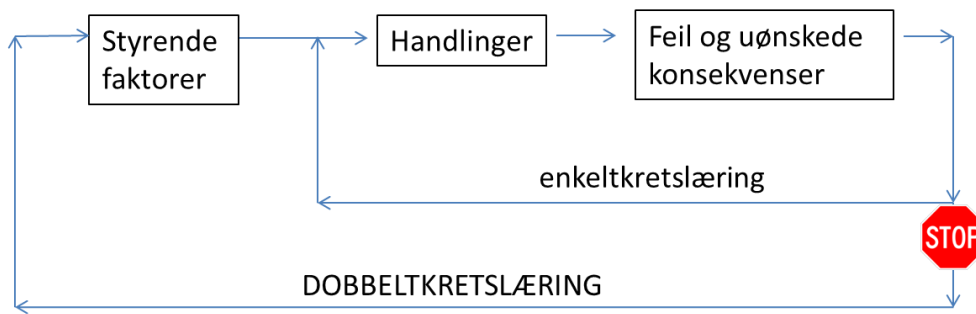 Styrende
faktorer
Handlinger
Feil og uønskede
konsekvenser
enkeltkretslæring
STOP
DOBBELTKRETSLÆRING